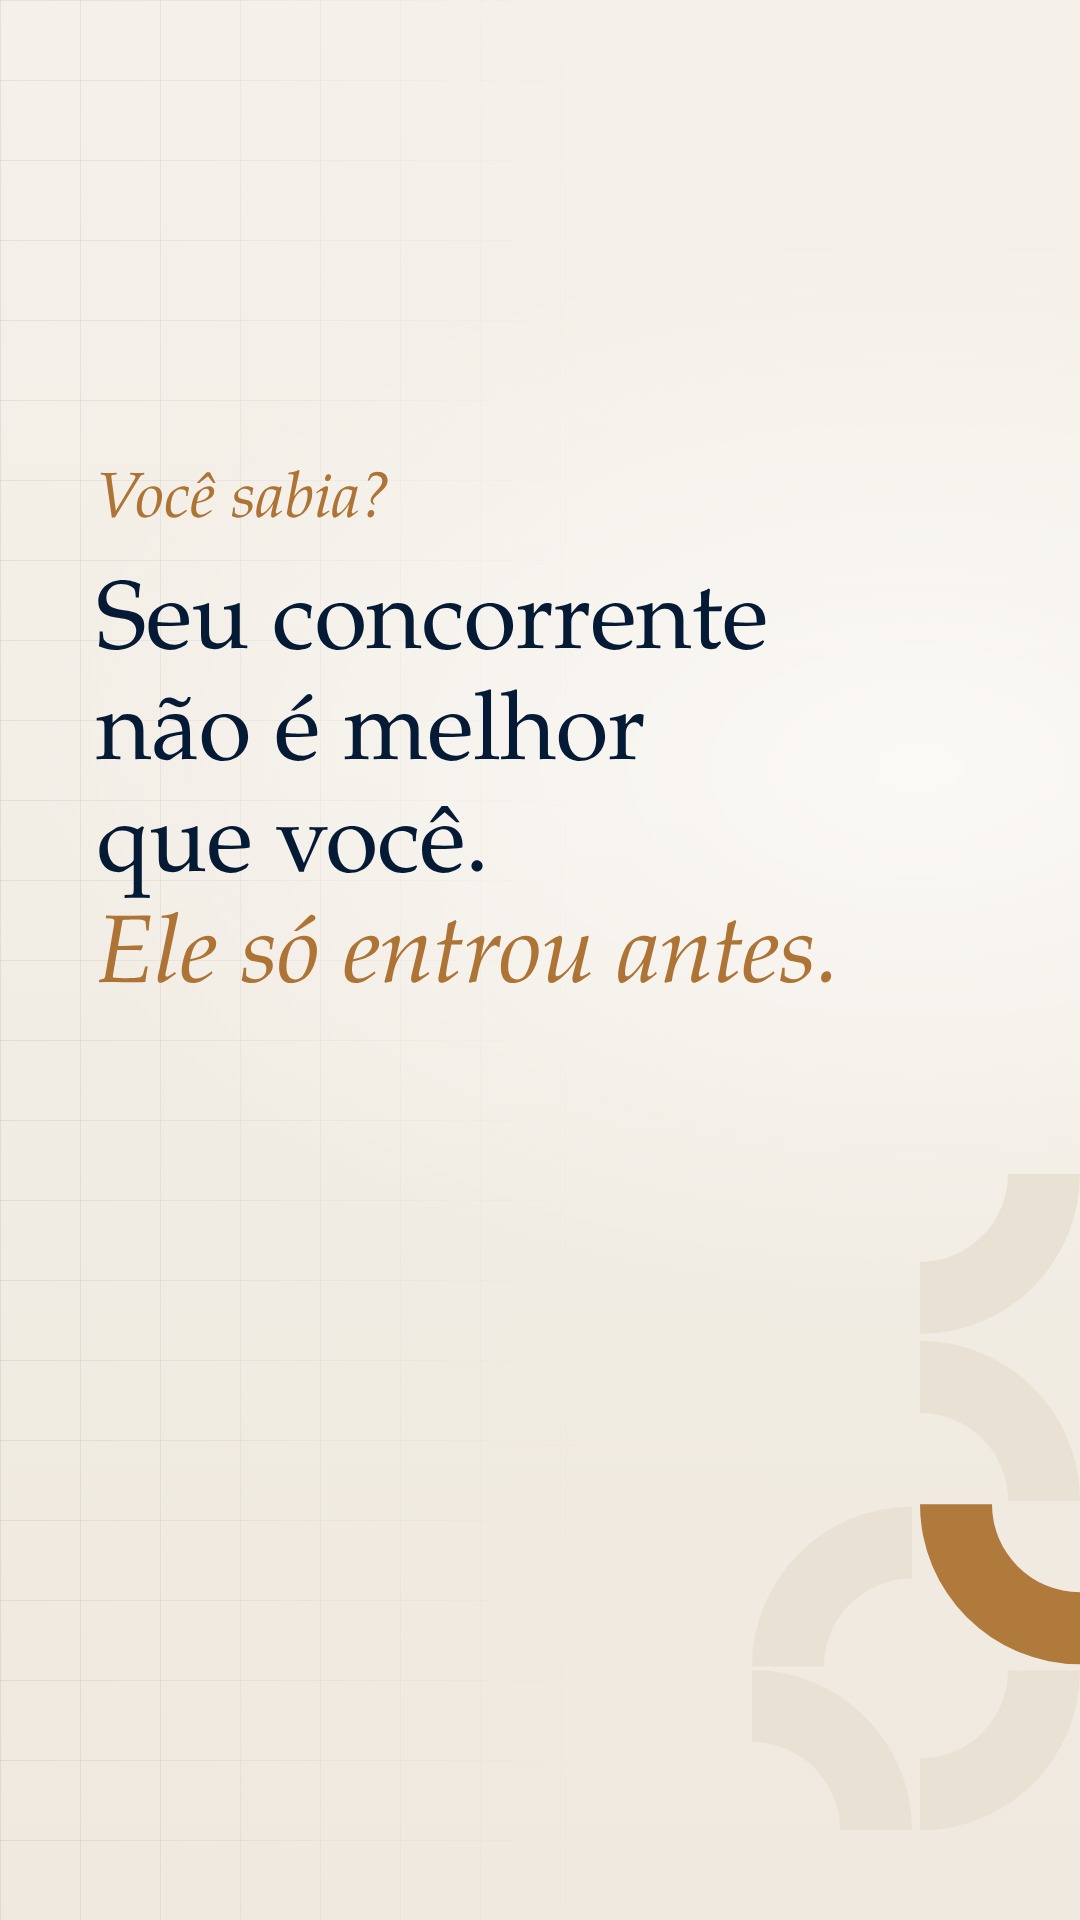 Você sabia?
Seu concorrente
não é melhor
que você.
Ele só entrou antes.